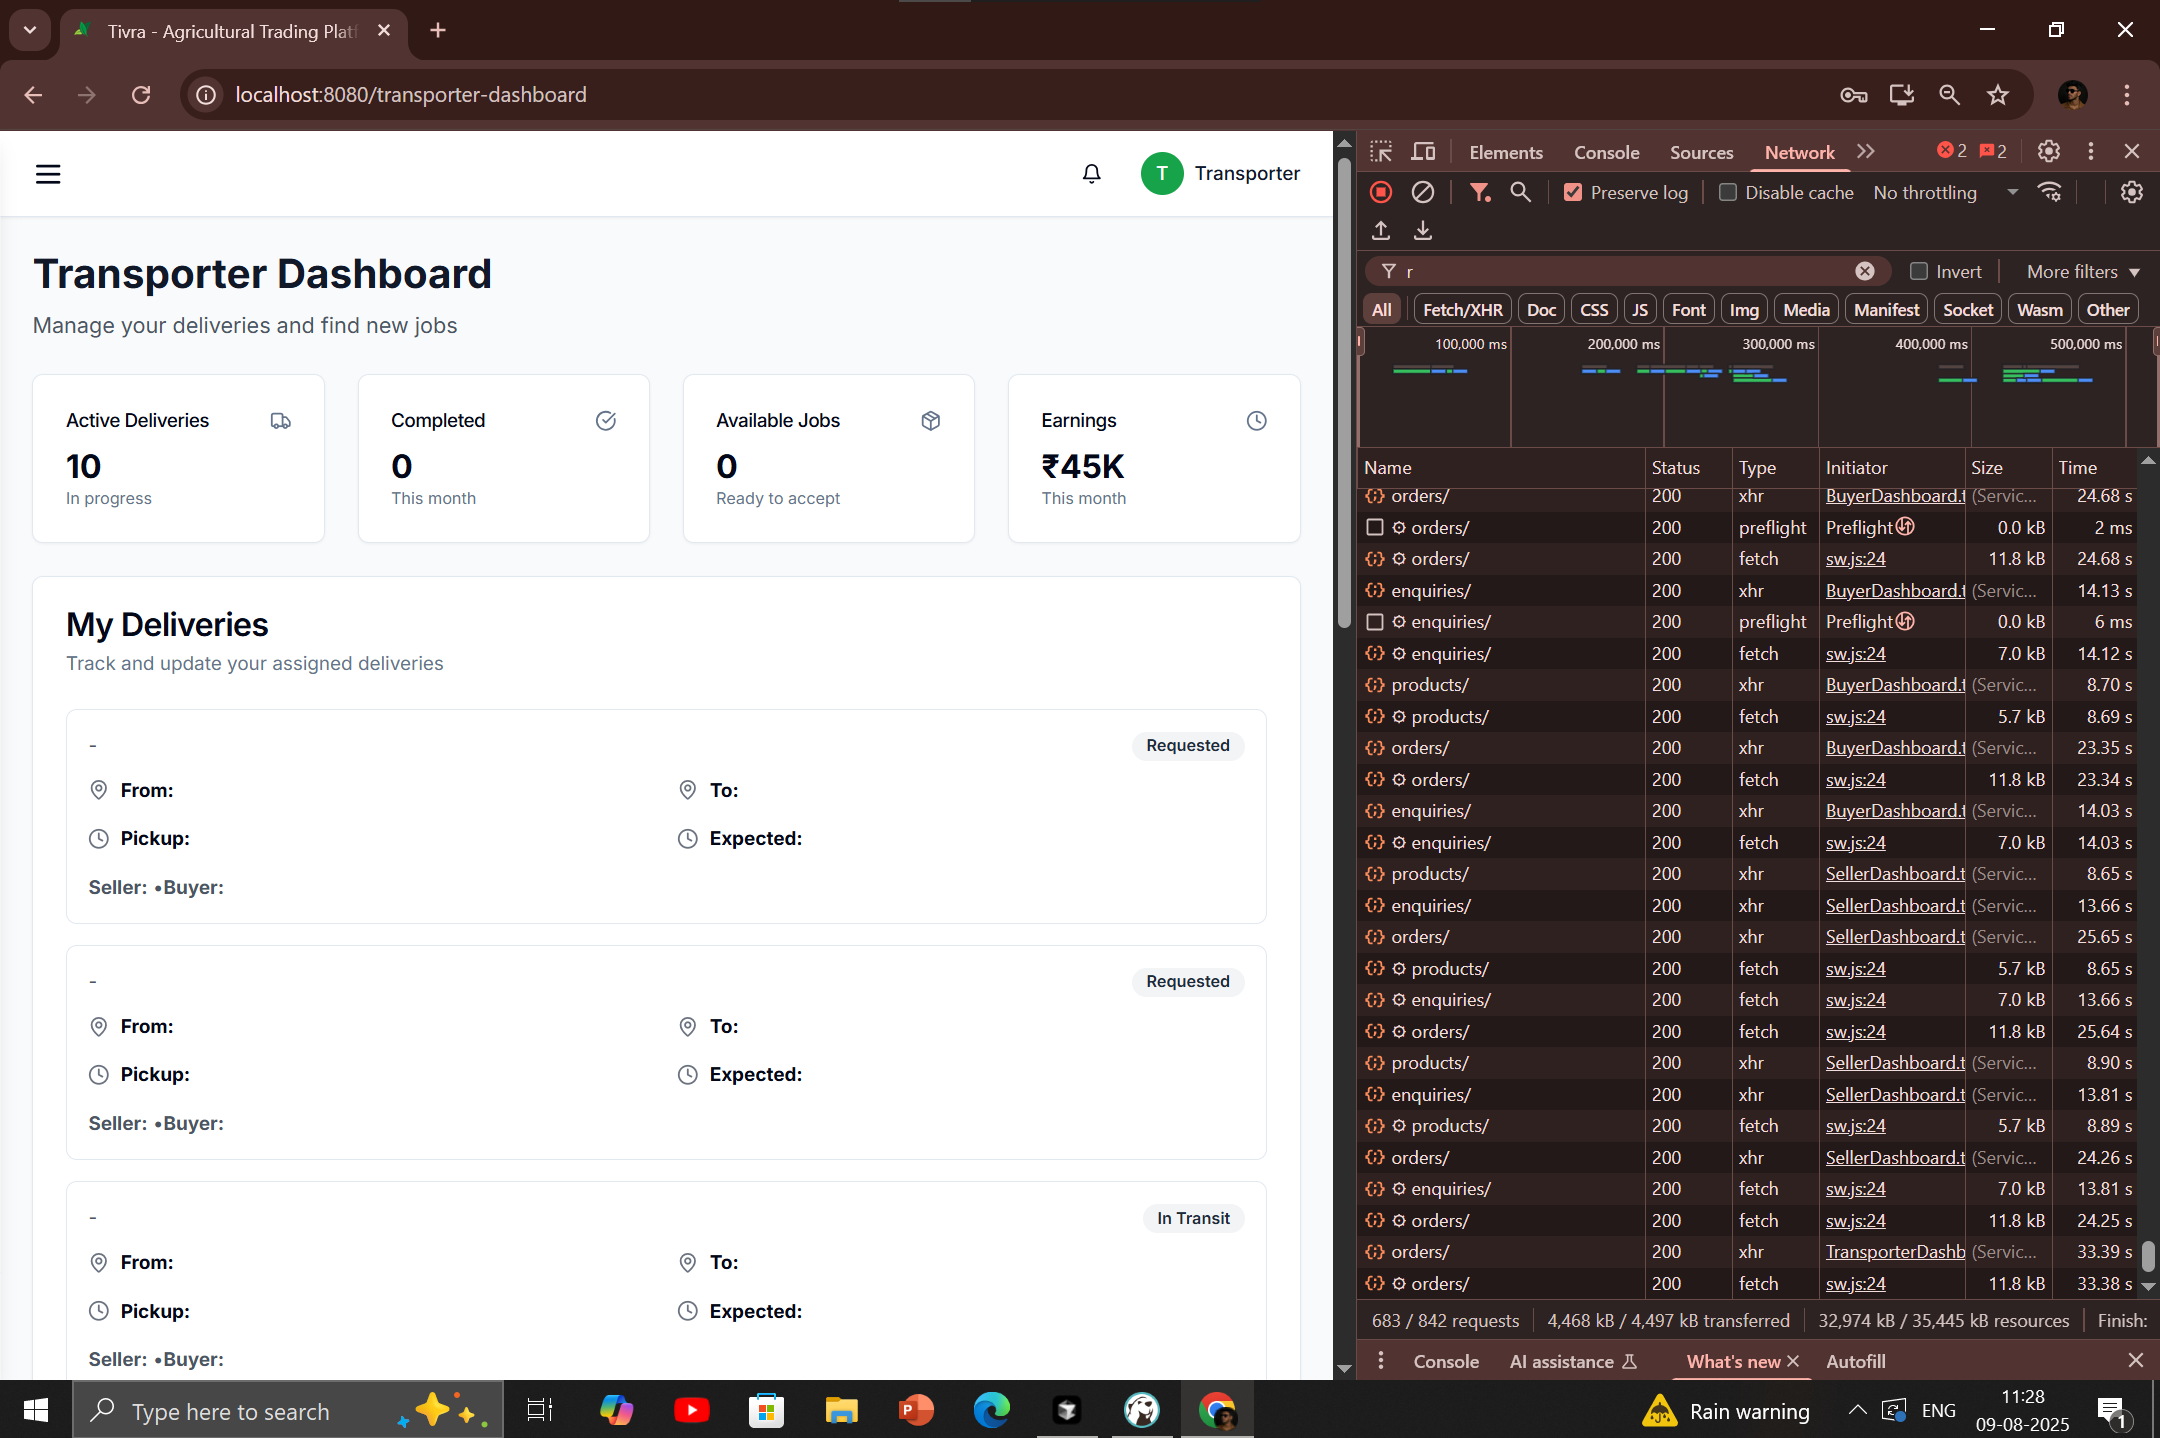 Tivra - Agricultural Trading Platf
localhost:8080/transporter-dashboard
T Transporter
Transporter Dashboard
Manage your deliveries and find new jobs
Active Deliveries
10
In progress
Completed
0
This month
Available Jobs
0
Ready to accept
Earnings
₹45K
This month
My Deliveries
Track and update your assigned deliveries
-
Requested
From:
To:
Pickup:
Expected:
Seller: •Buyer:
-
Requested
From:
To:
Pickup:
Expected:
Seller: •Buyer:
-
In Transit
From:
To:
Pickup:
Expected:
Seller: •Buyer:
Elements Console Sources Network 2 2
Preserve log Disable cache No throttling
r Invert More filters
All Fetch/XHR Doc CSS JS Font Img Media Manifest Socket Wasm Other
100,000 ms 200,000 ms 300,000 ms 400,000 ms 500,000 ms
Name Status Type Initiator Size Time
orders/ 200 xhr BuyerDashboard.t (Servic... 24.68 s
orders/ 200 preflight Preflight 0.0 kB 2 ms
orders/ 200 fetch sw.js:24 11.8 kB 24.68 s
enquiries/ 200 xhr BuyerDashboard.t (Servic... 14.13 s
enquiries/ 200 preflight Preflight 0.0 kB 6 ms
enquiries/ 200 fetch sw.js:24 7.0 kB 14.12 s
products/ 200 xhr BuyerDashboard.t (Servic... 8.70 s
products/ 200 fetch sw.js:24 5.7 kB 8.69 s
orders/ 200 xhr BuyerDashboard.t (Servic... 23.35 s
orders/ 200 fetch sw.js:24 11.8 kB 23.34 s
enquiries/ 200 xhr BuyerDashboard.t (Servic... 14.03 s
enquiries/ 200 fetch sw.js:24 7.0 kB 14.03 s
products/ 200 xhr SellerDashboard.t (Servic... 8.65 s
enquiries/ 200 xhr SellerDashboard.t (Servic... 13.66 s
orders/ 200 xhr SellerDashboard.t (Servic... 25.65 s
products/ 200 fetch sw.js:24 5.7 kB 8.65 s
enquiries/ 200 fetch sw.js:24 7.0 kB 13.66 s
orders/ 200 fetch sw.js:24 11.8 kB 25.64 s
products/ 200 xhr SellerDashboard.t (Servic... 8.90 s
enquiries/ 200 xhr SellerDashboard.t (Servic... 13.81 s
products/ 200 fetch sw.js:24 5.7 kB 8.89 s
orders/ 200 xhr SellerDashboard.t (Servic... 24.26 s
enquiries/ 200 fetch sw.js:24 7.0 kB 13.81 s
orders/ 200 fetch sw.js:24 11.8 kB 24.25 s
orders/ 200 xhr TransporterDashb (Servic... 33.39 s
orders/ 200 fetch sw.js:24 11.8 kB 33.38 s
683 / 842 requests 4,468 kB / 4,497 kB transferred 32,974 kB / 35,445 kB resources Finish:
Console AI assistance What's new Autofill
Type here to search
Rain warning ENG 11:28
09-08-2025 1